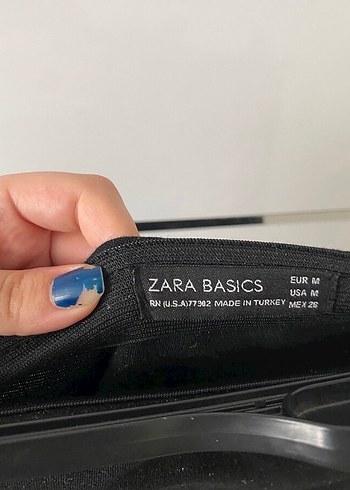 ZARA BASICS
RN (U.S.A)77302 MADE IN TURKEY
EUR M
USA M
MEX 28